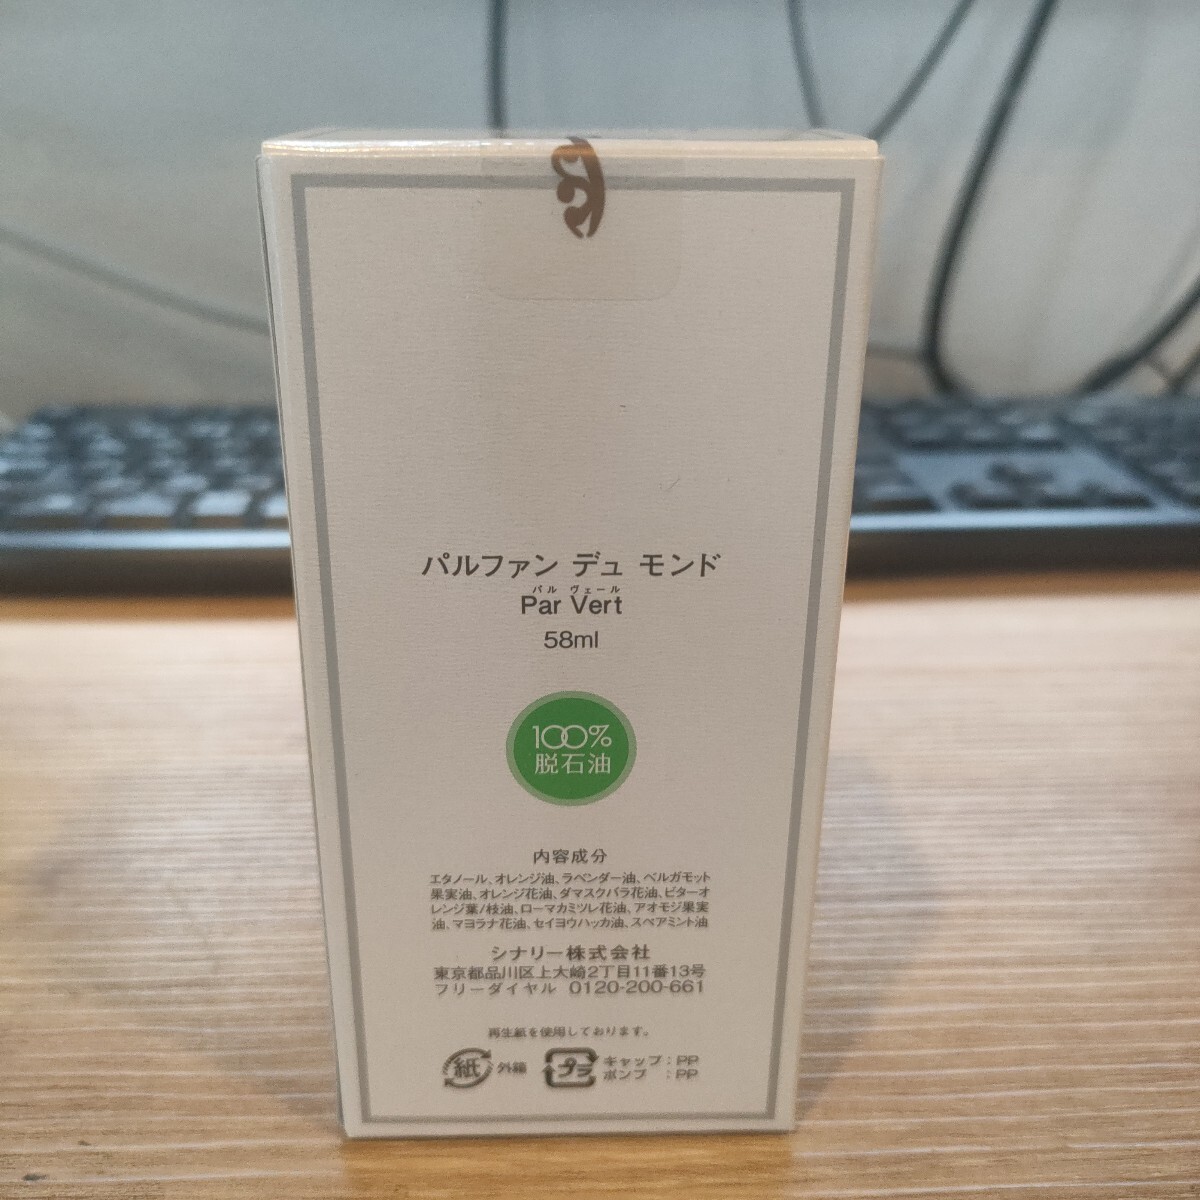 パルファン デュ モンド
パル ヴェール
Par Vert
58ml
100%
脱石油
内容成分
エタノール、オレンジ油、ラベンダー油、ベルガモット
果実油、オレンジ花油、ダマスクバラ花油、ビターオ
レンジ葉/枝油、ローマカミツレ花油、アオモジ果実
油、マヨラナ花油、セイヨウハッカ油、スペアミント油
シナリー株式会社
東京都品川区上大崎2丁目11番13号
フリーダイヤル 0120-200-661
再生紙を使用しております。
紙 外箱 プラ キャップ:PP
ポンプ :PP